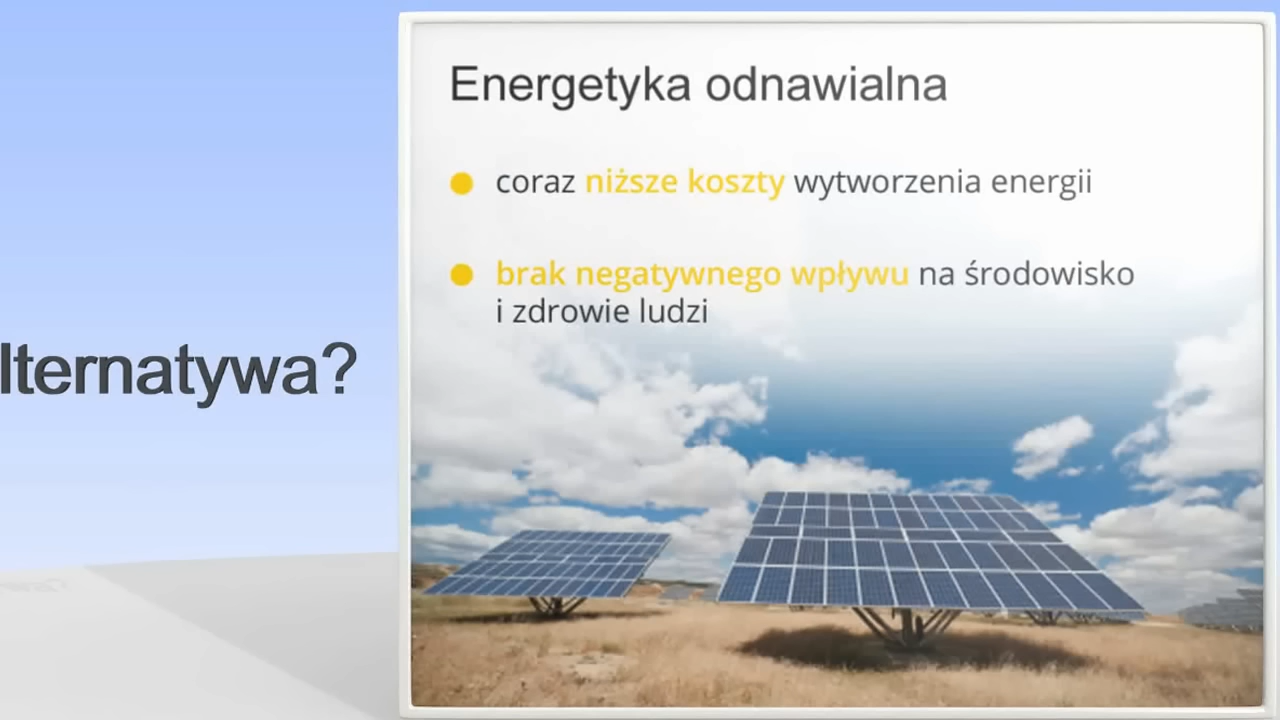 lternatywa?
Energetyka odnawialna
coraz niższe koszty wytworzenia energii
brak negatywnego wpływu na środowisko
i zdrowie ludzi